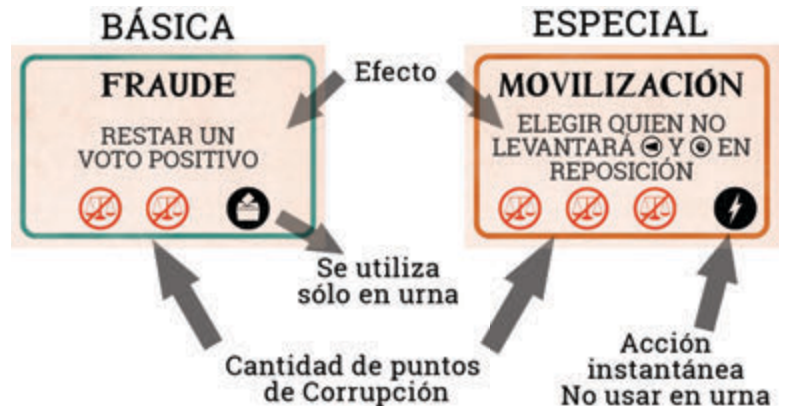 BÁSICA
FRAUDE
RESTAR UN
VOTO POSITIVO
Efecto
ESPECIAL
MOVILIZACIÓN
ELEGIR QUIEN NO
LEVANTARÁ Y EN
REPOSICIÓN
Se utiliza
sólo en urna
Cantidad de puntos
de Corrupción
Acción
instantánea
No usar en urna